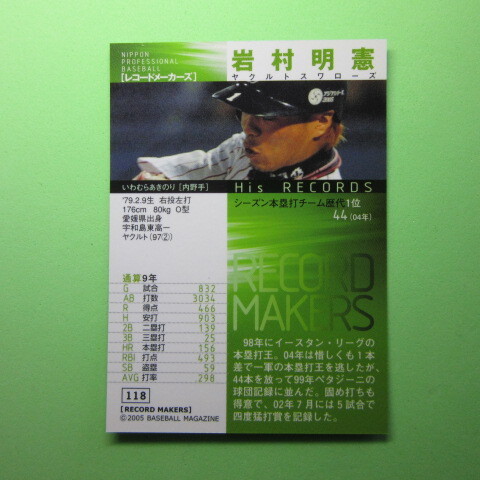 NIPPON
PROFESSIONAL
BASEBALL
[レコードメーカーズ]
岩村明憲
ヤクルトスワローズ
いわむらあきのり [内野手]
His RECORDS
'79.2.9生 右投左打
176cm 80kg O型
愛媛県出身
宇和島東高−
ヤクルト(97②)
シーズン本塁打チーム歴代1位
44(04年)
RECORD
MAKERS
通算9年
G 試合 832
AB 打数 3034
R 得点 466
H 安打 903
2B 二塁打 139
3B 三塁打 25
HR 本塁打 156
RBI 打点 493
SB 盗塁 59
AVG 打率 .298
98年にイースタン・リーグの
本塁打王。04年は惜しくも1本
差で一軍の本塁打王を逃したが、
44本を放って99年ペタジーニの
球団記録に並んだ。固め打ちも
得意で、02年7月には5試合で
四度猛打賞を記録した。
118
[RECORD MAKERS]
©2005 BASEBALL MAGAZINE